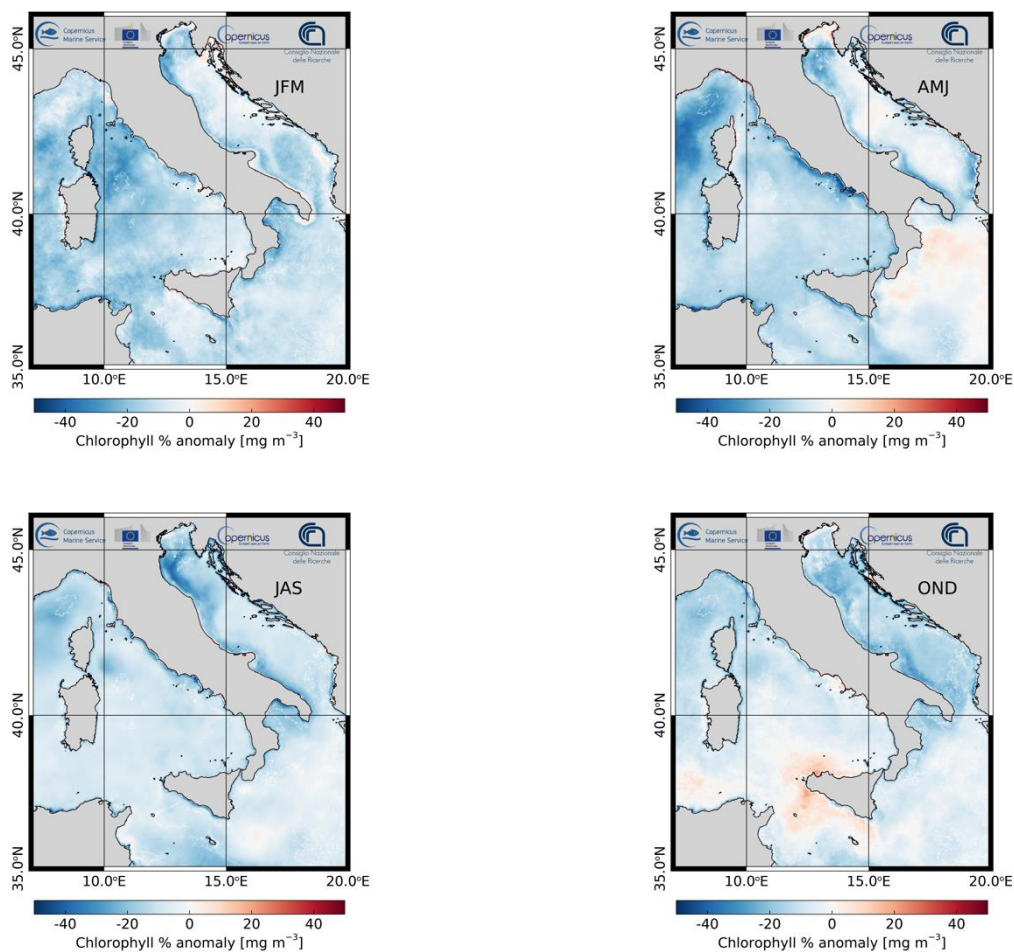 Copernicus
Marine Service
Copernicus
Consiglio Nazionale
delle Ricerche
JFM
45.0°N
40.0°N
35.0°N
10.0°E
15.0°E
20.0°E
-40
-20
0
20
40
Chlorophyll % anomaly [mg m⁻³]
Copernicus
Marine Service
Copernicus
Consiglio Nazionale
delle Ricerche
AMJ
45.0°N
40.0°N
35.0°N
10.0°E
15.0°E
20.0°E
-40
-20
0
20
40
Chlorophyll % anomaly [mg m⁻³]
Copernicus
Marine Service
Copernicus
Consiglio Nazionale
delle Ricerche
JAS
45.0°N
40.0°N
35.0°N
10.0°E
15.0°E
20.0°E
-40
-20
0
20
40
Chlorophyll % anomaly [mg m⁻³]
Copernicus
Marine Service
Copernicus
Consiglio Nazionale
delle Ricerche
OND
45.0°N
40.0°N
35.0°N
10.0°E
15.0°E
20.0°E
-40
-20
0
20
40
Chlorophyll % anomaly [mg m⁻³]